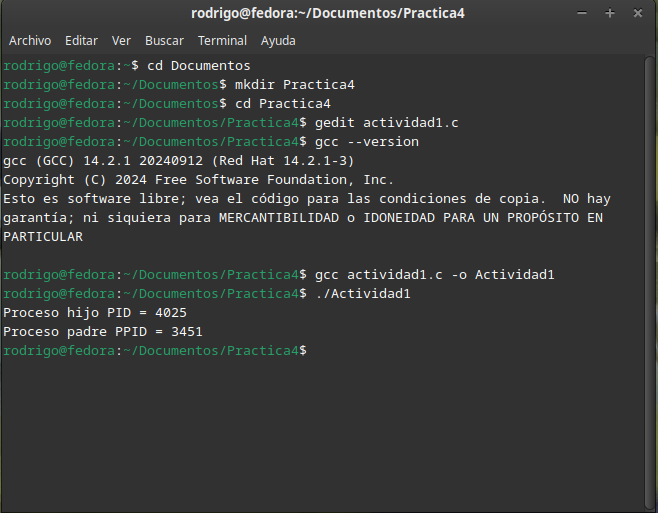 rodrigo@fedora:~/Documentos/Practica4
Archivo Editar Ver Buscar Terminal Ayuda
rodrigo@fedora:~$ cd Documentos
rodrigo@fedora:~/Documentos$ mkdir Practica4
rodrigo@fedora:~/Documentos$ cd Practica4
rodrigo@fedora:~/Documentos/Practica4$ gedit actividad1.c
rodrigo@fedora:~/Documentos/Practica4$ gcc --version
gcc (GCC) 14.2.1 20240912 (Red Hat 14.2.1-3)
Copyright (C) 2024 Free Software Foundation, Inc.
Esto es software libre; vea el código para las condiciones de copia.  NO hay
garantía; ni siquiera para MERCANTIBILIDAD o IDONEIDAD PARA UN PROPÓSITO EN
PARTICULAR
rodrigo@fedora:~/Documentos/Practica4$ gcc actividad1.c -o Actividad1
rodrigo@fedora:~/Documentos/Practica4$ ./Actividad1
Proceso hijo PID = 4025
Proceso padre PPID = 3451
rodrigo@fedora:~/Documentos/Practica4$